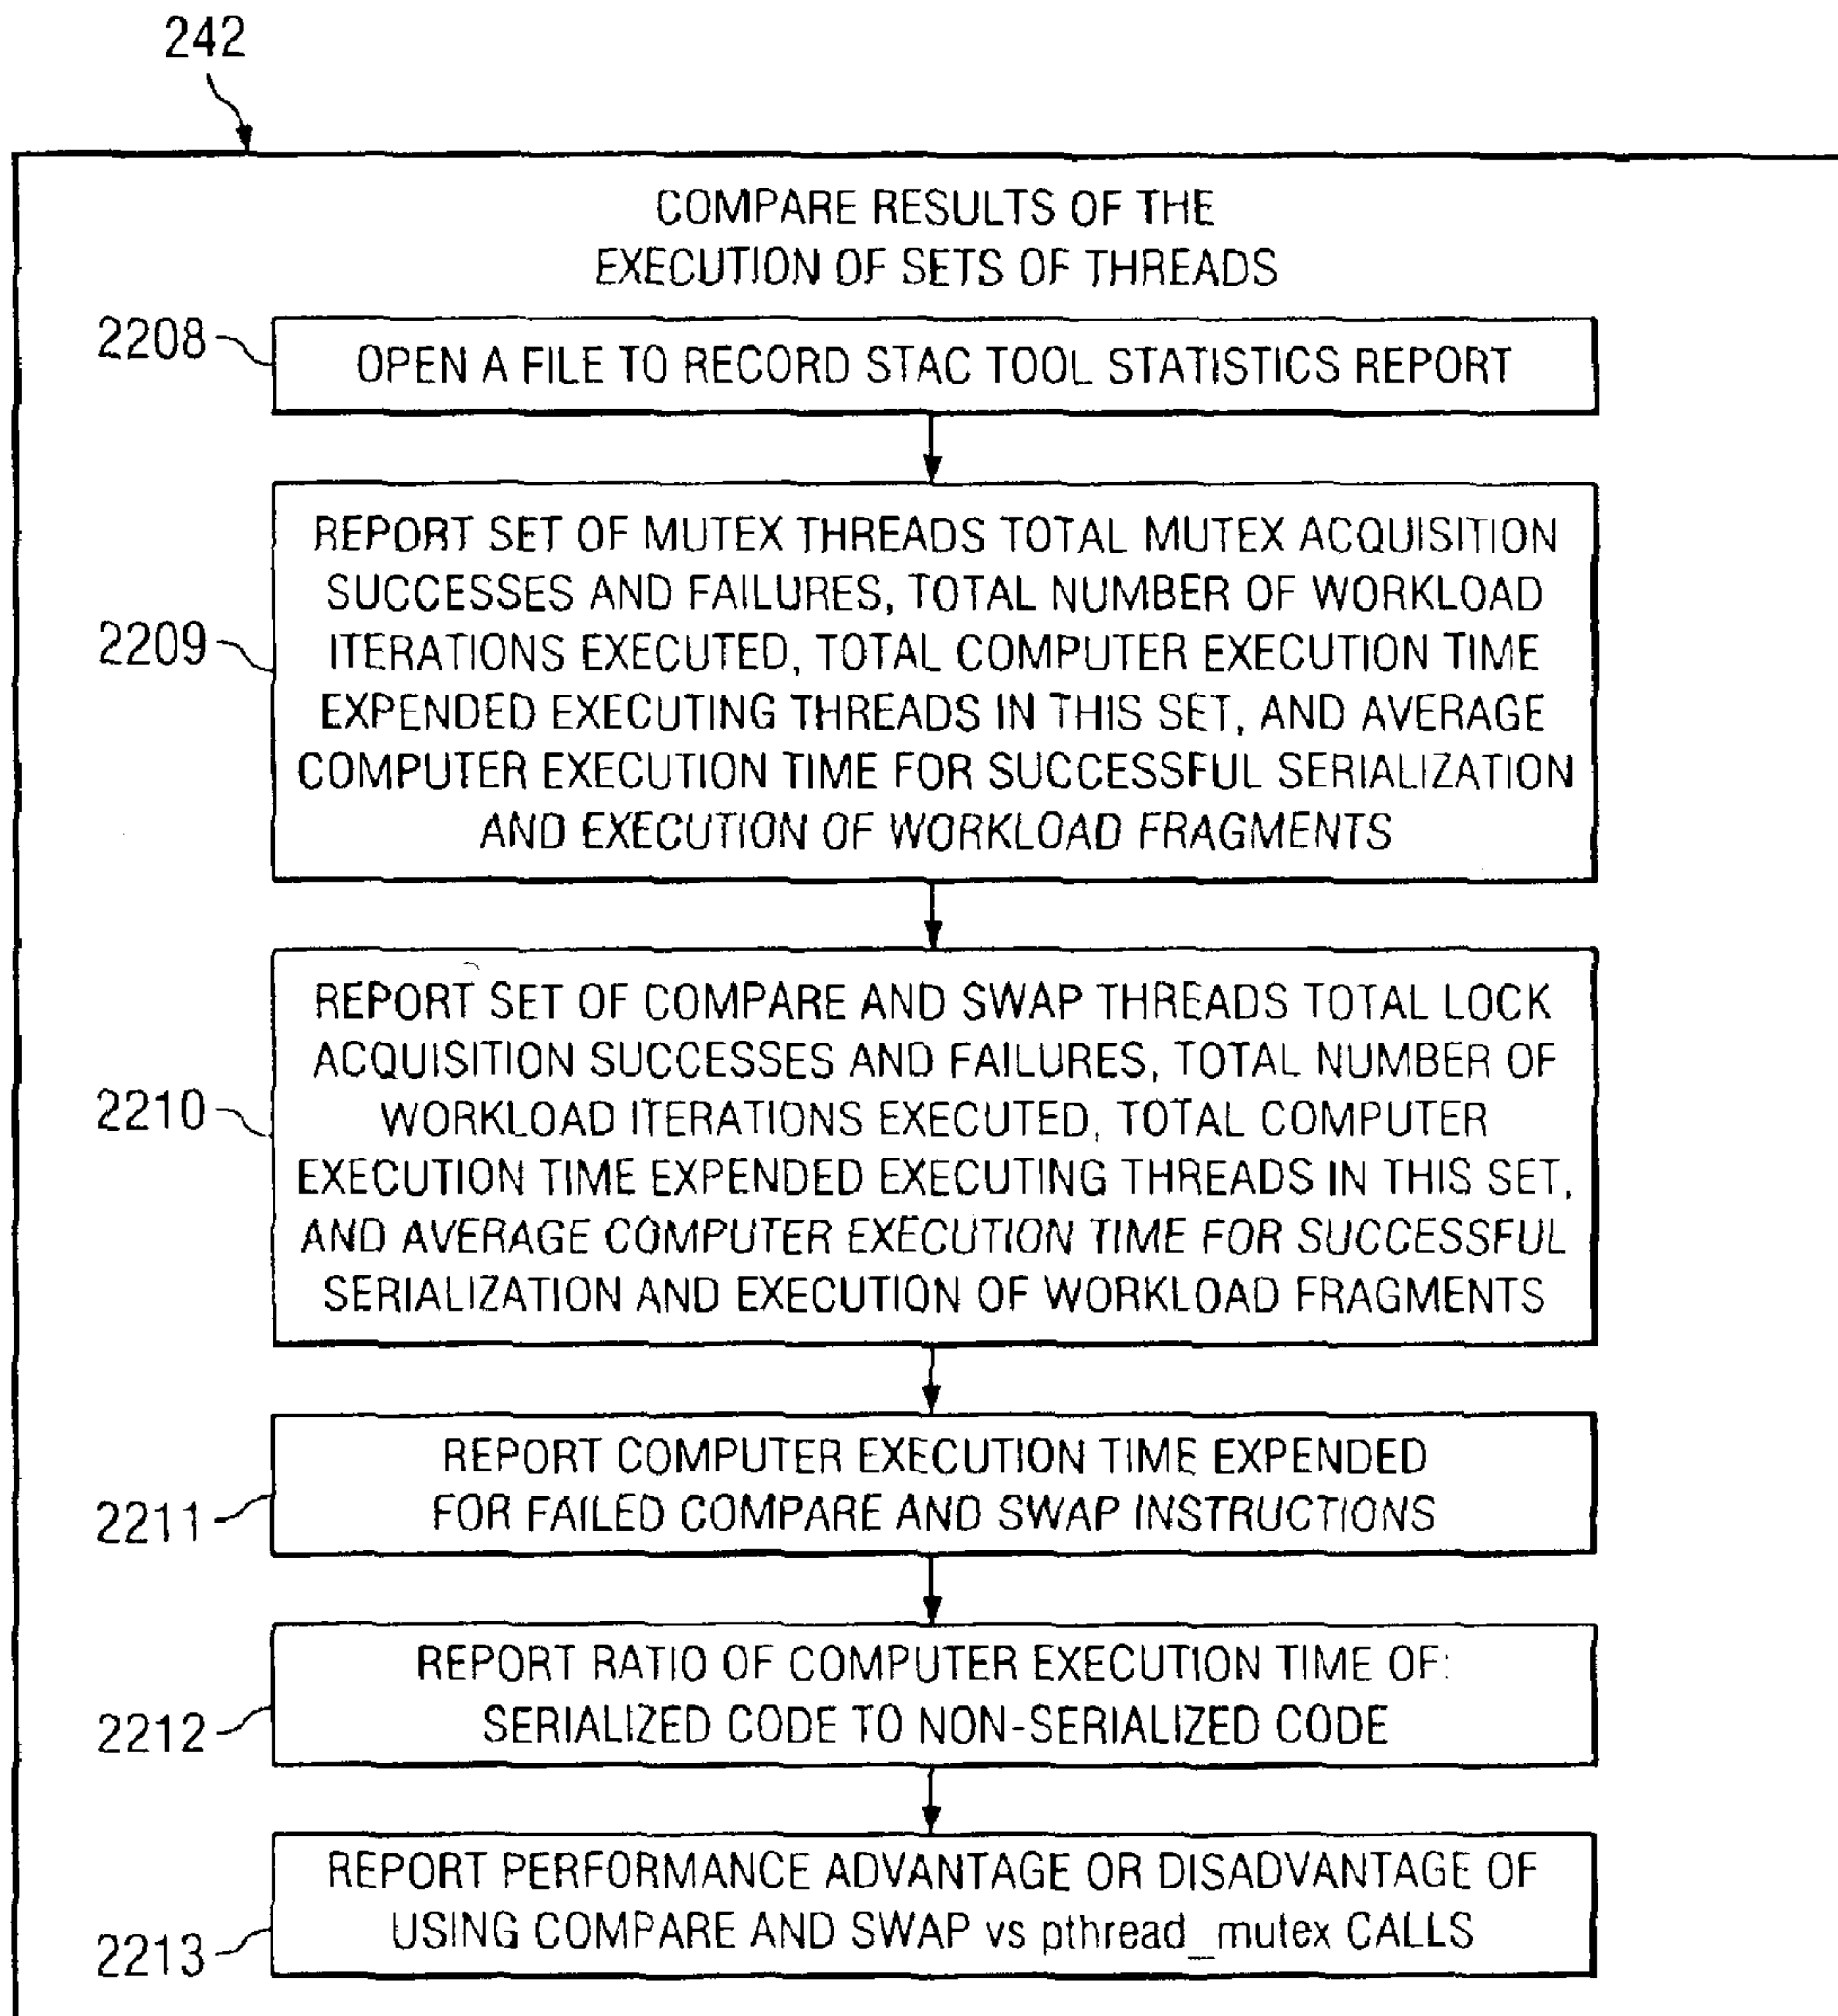 242
COMPARE RESULTS OF THE
EXECUTION OF SETS OF THREADS
2208
OPEN A FILE TO RECORD STAC TOOL STATISTICS REPORT
REPORT SET OF MUTEX THREADS TOTAL MUTEX ACQUISITION
SUCCESSES AND FAILURES, TOTAL NUMBER OF WORKLOAD
2209
ITERATIONS EXECUTED, TOTAL COMPUTER EXECUTION TIME
EXPENDED EXECUTING THREADS IN THIS SET, AND AVERAGE
COMPUTER EXECUTION TIME FOR SUCCESSFUL SERIALIZATION
AND EXECUTION OF WORKLOAD FRAGMENTS
REPORT SET OF COMPARE AND SWAP THREADS TOTAL LOCK
ACQUISITION SUCCESSES AND FAILURES, TOTAL NUMBER OF
2210
WORKLOAD ITERATIONS EXECUTED, TOTAL COMPUTER
EXECUTION TIME EXPENDED EXECUTING THREADS IN THIS SET,
AND AVERAGE COMPUTER EXECUTION TIME FOR SUCCESSFUL
SERIALIZATION AND EXECUTION OF WORKLOAD FRAGMENTS
2211
REPORT COMPUTER EXECUTION TIME EXPENDED
FOR FAILED COMPARE AND SWAP INSTRUCTIONS
2212
REPORT RATIO OF COMPUTER EXECUTION TIME OF:
SERIALIZED CODE TO NON-SERIALIZED CODE
2213
REPORT PERFORMANCE ADVANTAGE OR DISADVANTAGE OF
USING COMPARE AND SWAP vs pthread_mutex CALLS